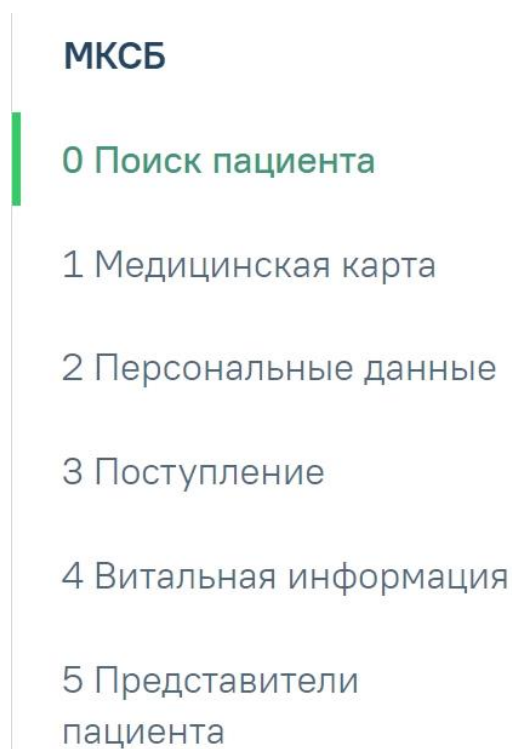 МКСБ
0 Поиск пациента
1 Медицинская карта
2 Персональные данные
3 Поступление
4 Витальная информация
5 Представители
пациента